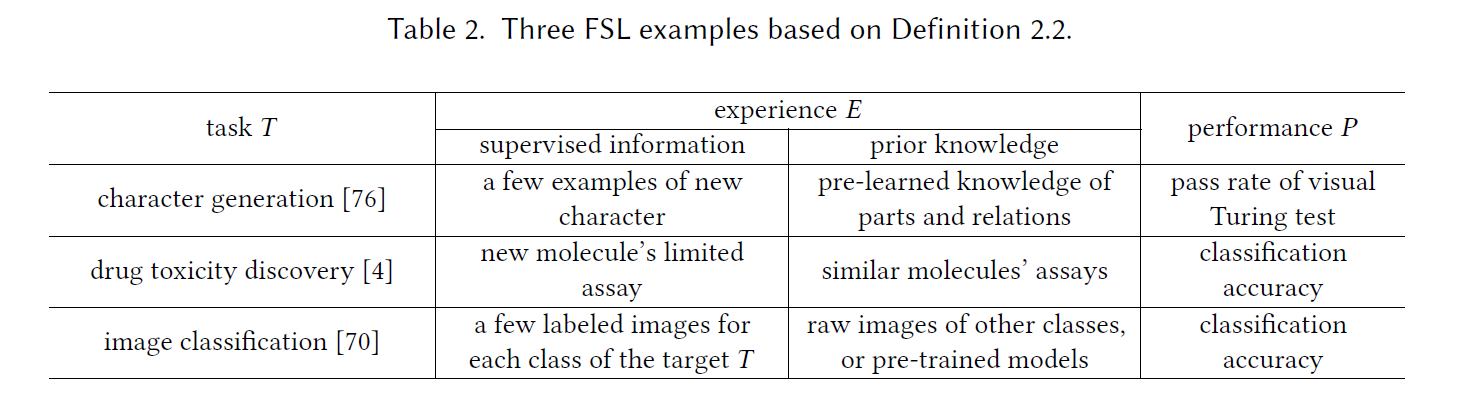 Table 2. Three FSL examples based on Definition 2.2.
task T
experience E
performance P
supervised information
prior knowledge
character generation [76]
a few examples of new
character
pre-learned knowledge of
parts and relations
pass rate of visual
Turing test
drug toxicity discovery [4]
new molecule’s limited
assay
similar molecules’ assays
classification
accuracy
image classification [70]
a few labeled images for
each class of the target T
raw images of other classes,
or pre-trained models
classification
accuracy